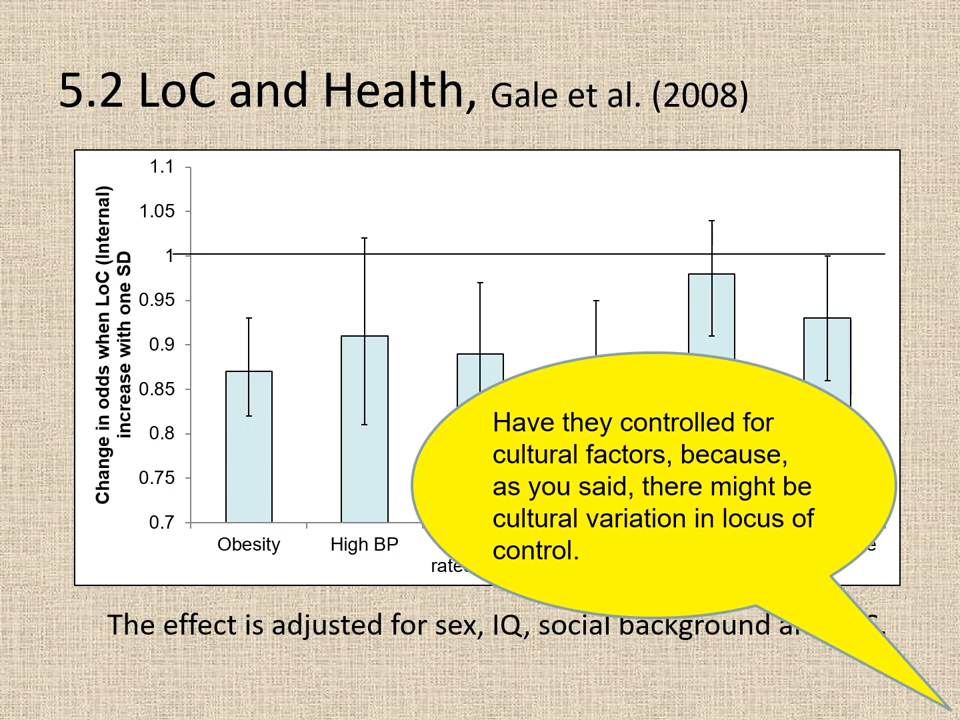 5.2 LoC and Health, Gale et al. (2008)
Change in odds when LoC (Internal)
increase with one SD
1.1
1.05
1
0.95
0.9
0.85
0.8
0.75
0.7
Obesity
High BP
Have they controlled for
cultural factors, because,
as you said, there might be
cultural variation in locus of
control.
The effect is adjusted for sex, IQ, social background